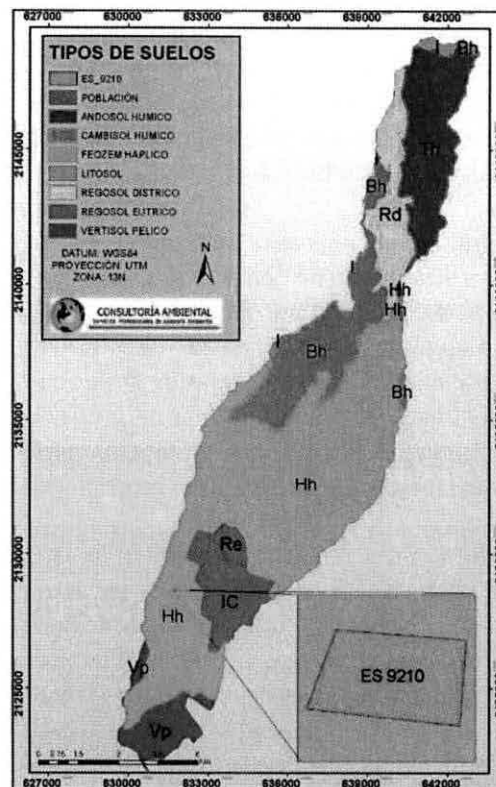 627000 630000 633000 636000 639000 642000
TIPOS DE SUELOS
ES_9210
POBLACIÓN
ANDOSOL HUMICO
CAMBISOL HUMICO
FEOZEM HAPLICO
LITOSOL
REGOSOL DISTRICO
REGOSOL EUTRICO
VERTISOL PELICO
DATUM: WGS84
PROYECCIÓN: UTM
ZONA: 13N
N
CONSULTORÍA AMBIENTAL
I
Bh
Th
Bh
Rd
I
Hh
Hh
I
Bh
Bh
Hh
Re
IC
Hh
Vp
Vp
ES 9210
2145000
2140000
2135000
2130000
2125000
627000 630000 633000 636000 639000 642000